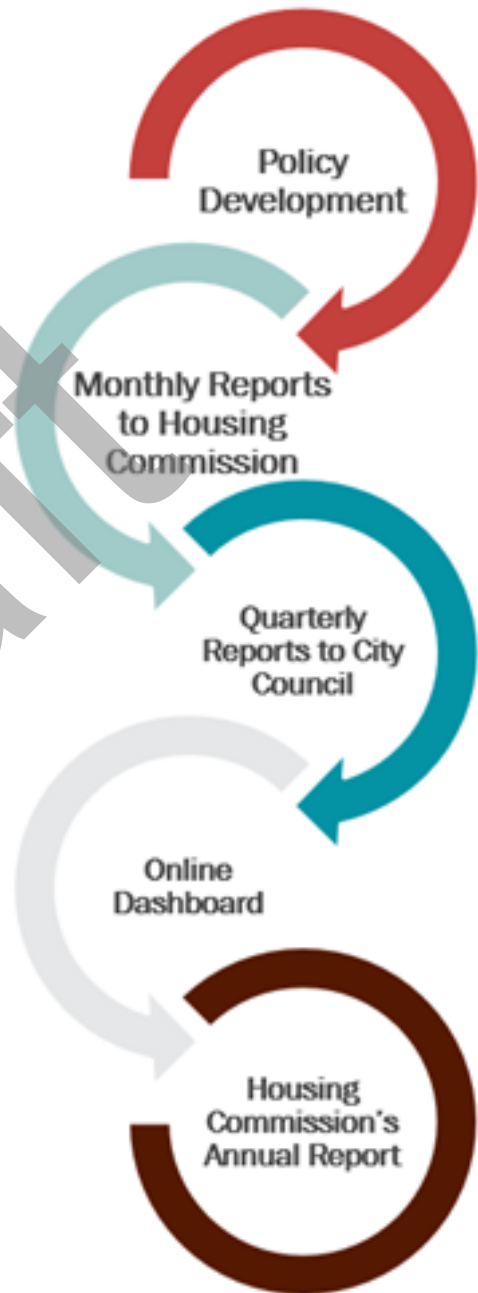 Policy
Development
Monthly Reports
to Housing
Commission
Quarterly
Reports to City
Council
Online
Dashboard
Housing
Commission's
Annual Report